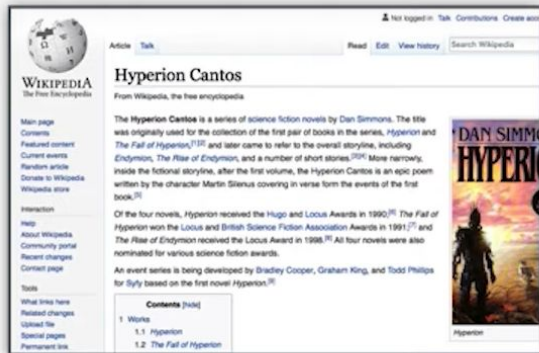 Not logged in Talk Contributions Create acco
Article Talk Read Edit View history Search Wikipedia
WIKIPEDIA
The Free Encyclopedia
Hyperion Cantos
From Wikipedia, the free encyclopedia
Main page
Contents
Featured content
Current events
Random article
Donate to Wikipedia
Wikipedia store
Interaction
Help
About Wikipedia
Community portal
Recent changes
Contact page
Tools
What links here
Related changes
Upload file
Special pages
Permanent link
The Hyperion Cantos is a series of science fiction novels by Dan Simmons. The title
was originally used for the collection of the first pair of books in the series, Hyperion and
The Fall of Hyperion,[1][2] and later came to refer to the overall storyline, including
Endymion, The Rise of Endymion, and a number of short stories.[3][4] More narrowly,
inside the fictional storyline, after the first volume, the Hyperion Cantos is an epic poem
written by the character Martin Silenus covering in verse form the events of the first
book.[5]
Of the four novels, Hyperion received the Hugo and Locus Awards in 1990;[6] The Fall of
Hyperion won the Locus and British Science Fiction Association Awards in 1991;[7] and
The Rise of Endymion received the Locus Award in 1998.[8] All four novels were also
nominated for various science fiction awards.
An event series is being developed by Bradley Cooper, Graham King, and Todd Phillips
for Syfy based on the first novel Hyperion.[9]
Contents [hide]
1 Works
1.1 Hyperion
1.2 The Fall of Hyperion
DAN SIMMO
HYPERI
Hyperion